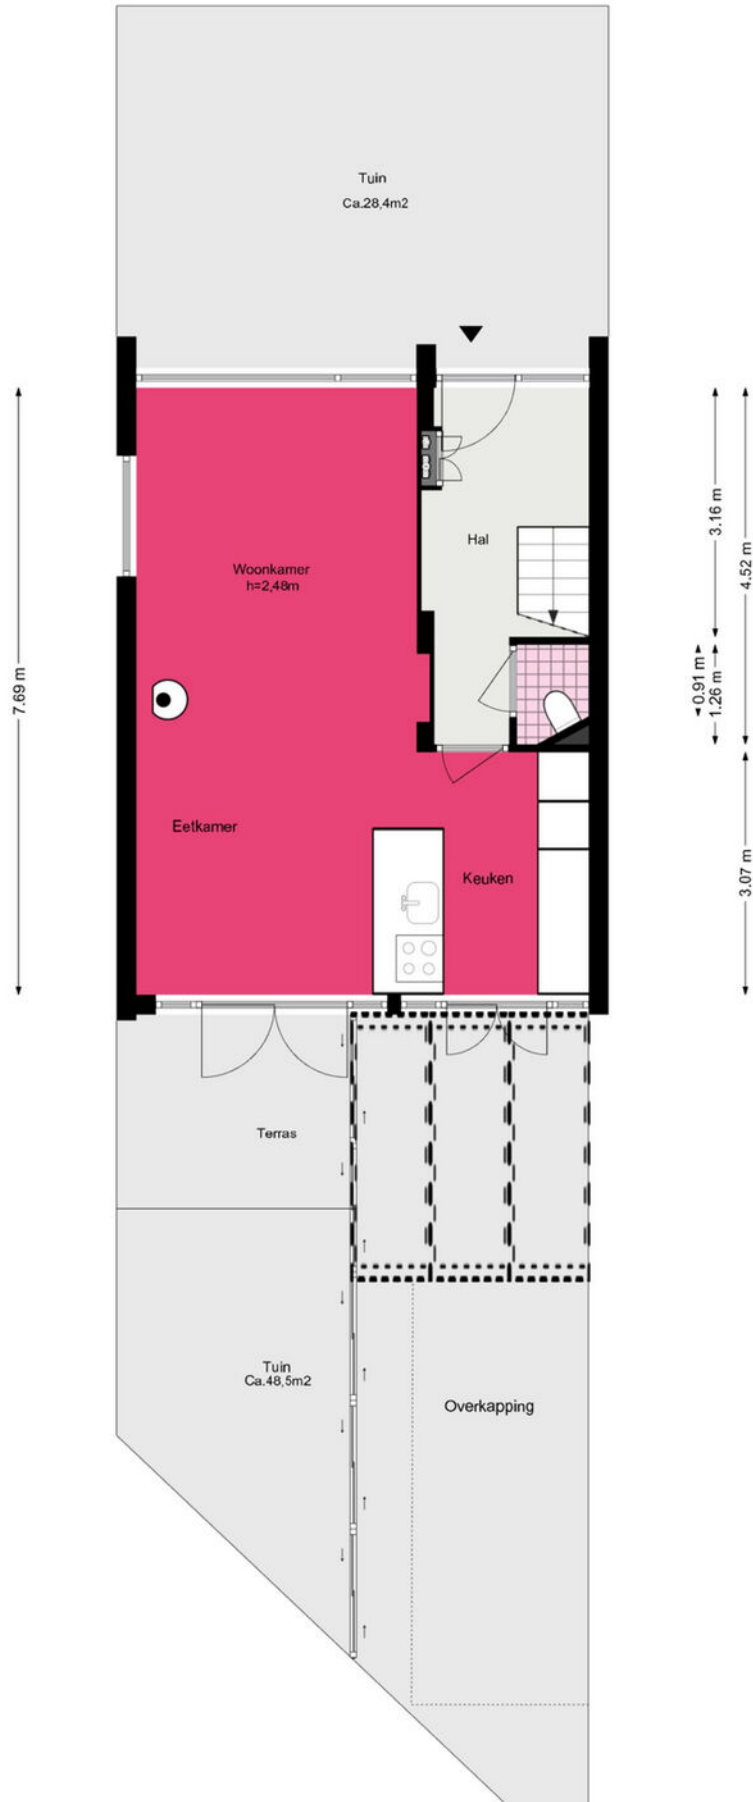 Tuin
Ca.28,4m2
3.16 m
Hal
4.52 m
Woonkamer
h=2,48m
7.69 m
0.91 m
1.26 m
Eetkamer
Keuken
3.07 m
Terras
Tuin
Ca.48,5m2
Overkapping